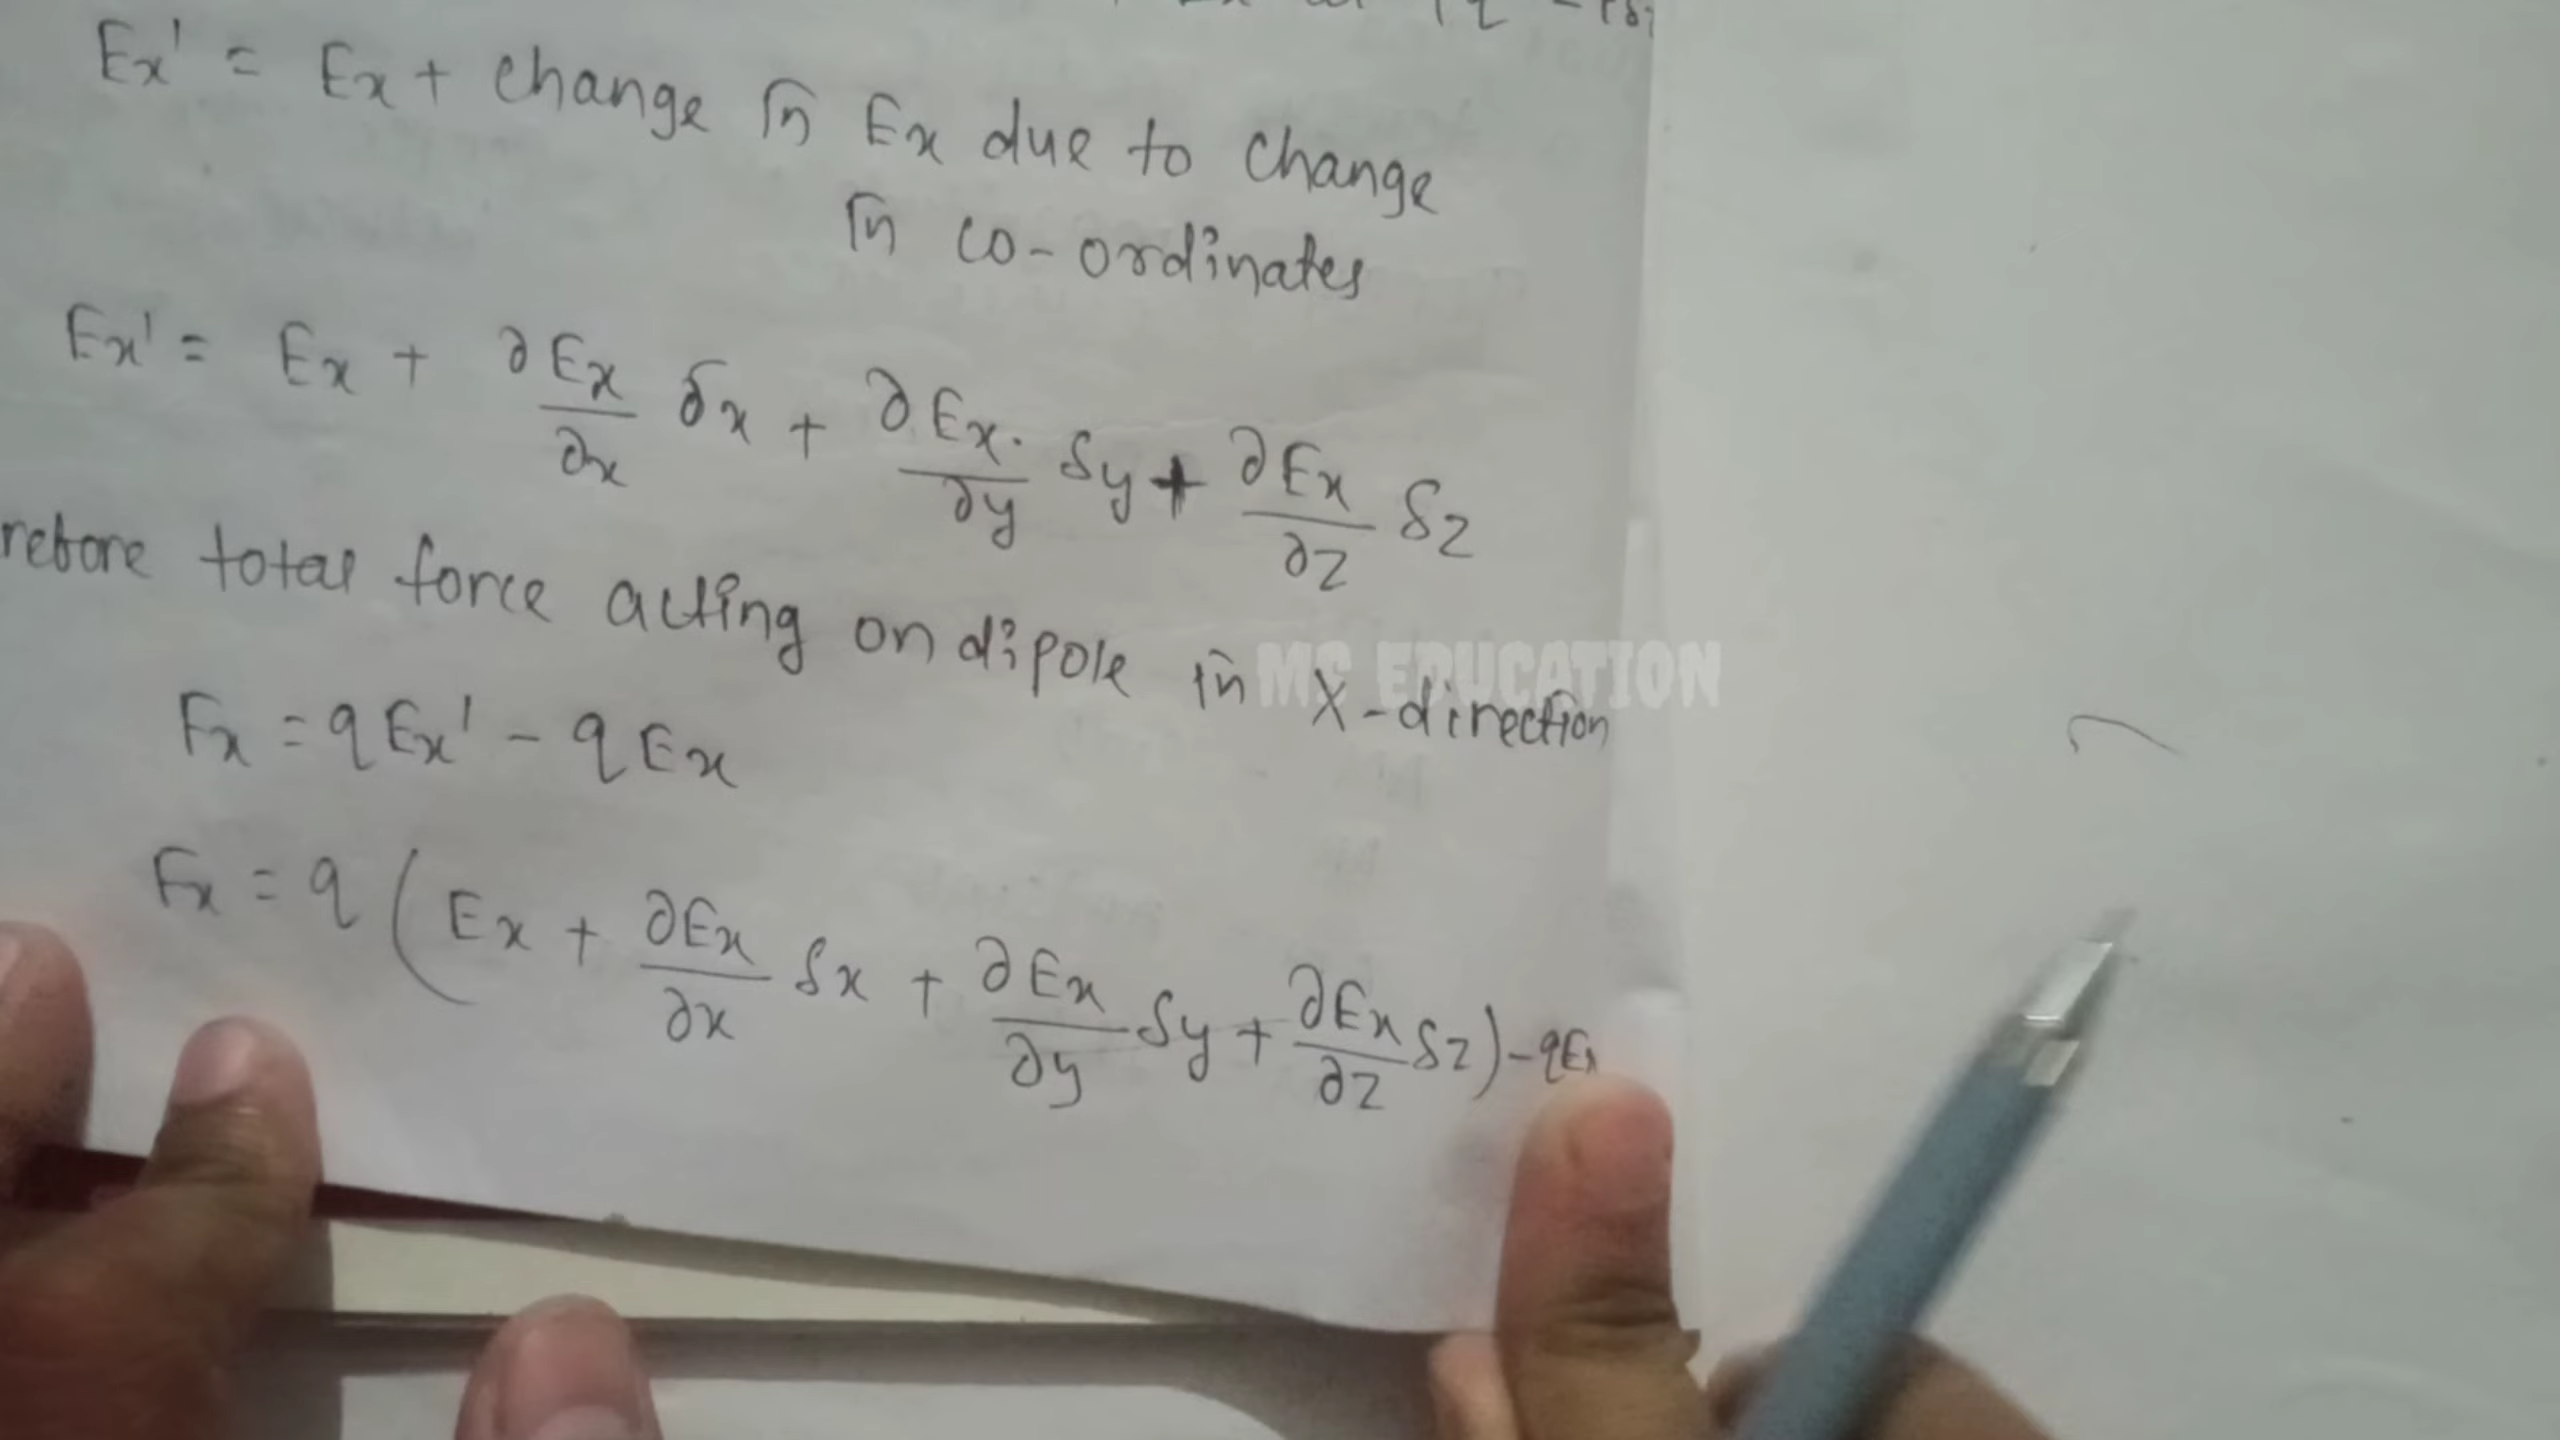 Ex' = Ex + change in Ex due to change
in co-ordinates
Ex' = Ex + ∂Ex/∂x δx + ∂Ex/∂y δy + ∂Ex/∂z δz
refore total force acting on dipole in X-direction
MS EDUCATION
Fx = qEx' - qEx
Fx = q(Ex + ∂Ex/∂x δx + ∂Ex/∂y δy + ∂Ex/∂z δz) - qEx